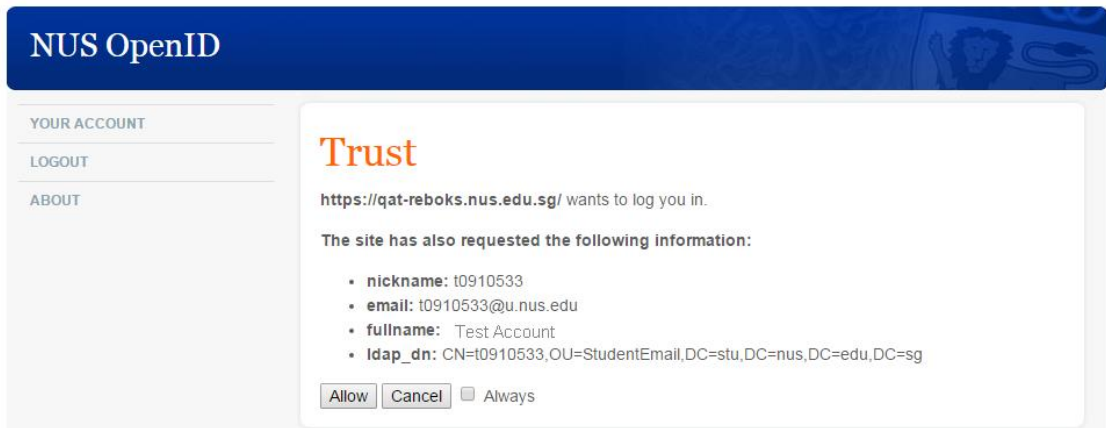 NUS OpenID
YOUR ACCOUNT
LOGOUT
ABOUT
Trust
https://qat-reboks.nus.edu.sg/ wants to log you in.
The site has also requested the following information:
• nickname: t0910533
• email: t0910533@u.nus.edu
• fullname: Test Account
• ldap_dn: CN=t0910533,OU=StudentEmail,DC=stu,DC=nus,DC=edu,DC=sg
Allow Cancel Always